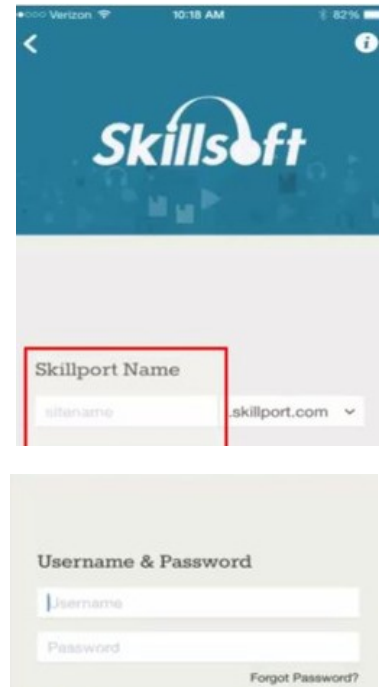 Verizon 10:18 AM 82%
Skillsoft
Skillport Name
sitename .skillport.com
Username & Password
Username
Password
Forgot Password?